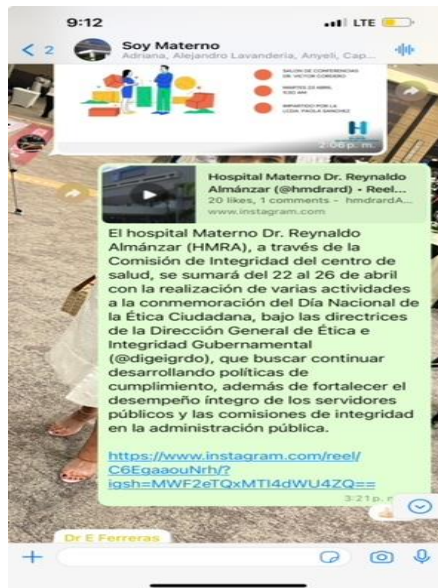 9:12
LTE
2
Soy Materno
Adriana, Alejandro Lavandería, Anyeli, Cap...
SALON DE CONFERENCIAS
DR. VICTOR CORDERO
MARTES 23 ABRIL
11:00 AM
IMPARTIDO POR LA
LCDA. PAOLA SANCHEZ
2:06 p. m.
Hospital Materno Dr. Reynaldo
Almánzar (@hmdrard) • Reel...
20 likes, 1 comments - hmdrardA...
www.instagram.com
El hospital Materno Dr. Reynaldo
Almánzar (HMRA), a través de la
Comisión de Integridad del centro de
salud, se sumará del 22 al 26 de abril
con la realización de varias actividades
a la conmemoración del Día Nacional de
la Ética Ciudadana, bajo las directrices
de la Dirección General de Ética e
Integridad Gubernamental
(@digeigrdo), que buscar continuar
desarrollando políticas de
cumplimiento, además de fortalecer el
desempeño íntegro de los servidores
públicos y las comisiones de integridad
en la administración pública.
https://www.instagram.com/reel/
C6EqaaouNrh/?
igsh=MWF2eTQxMTI4dWU4ZQ==
3:21 p.
Dr E Ferreras